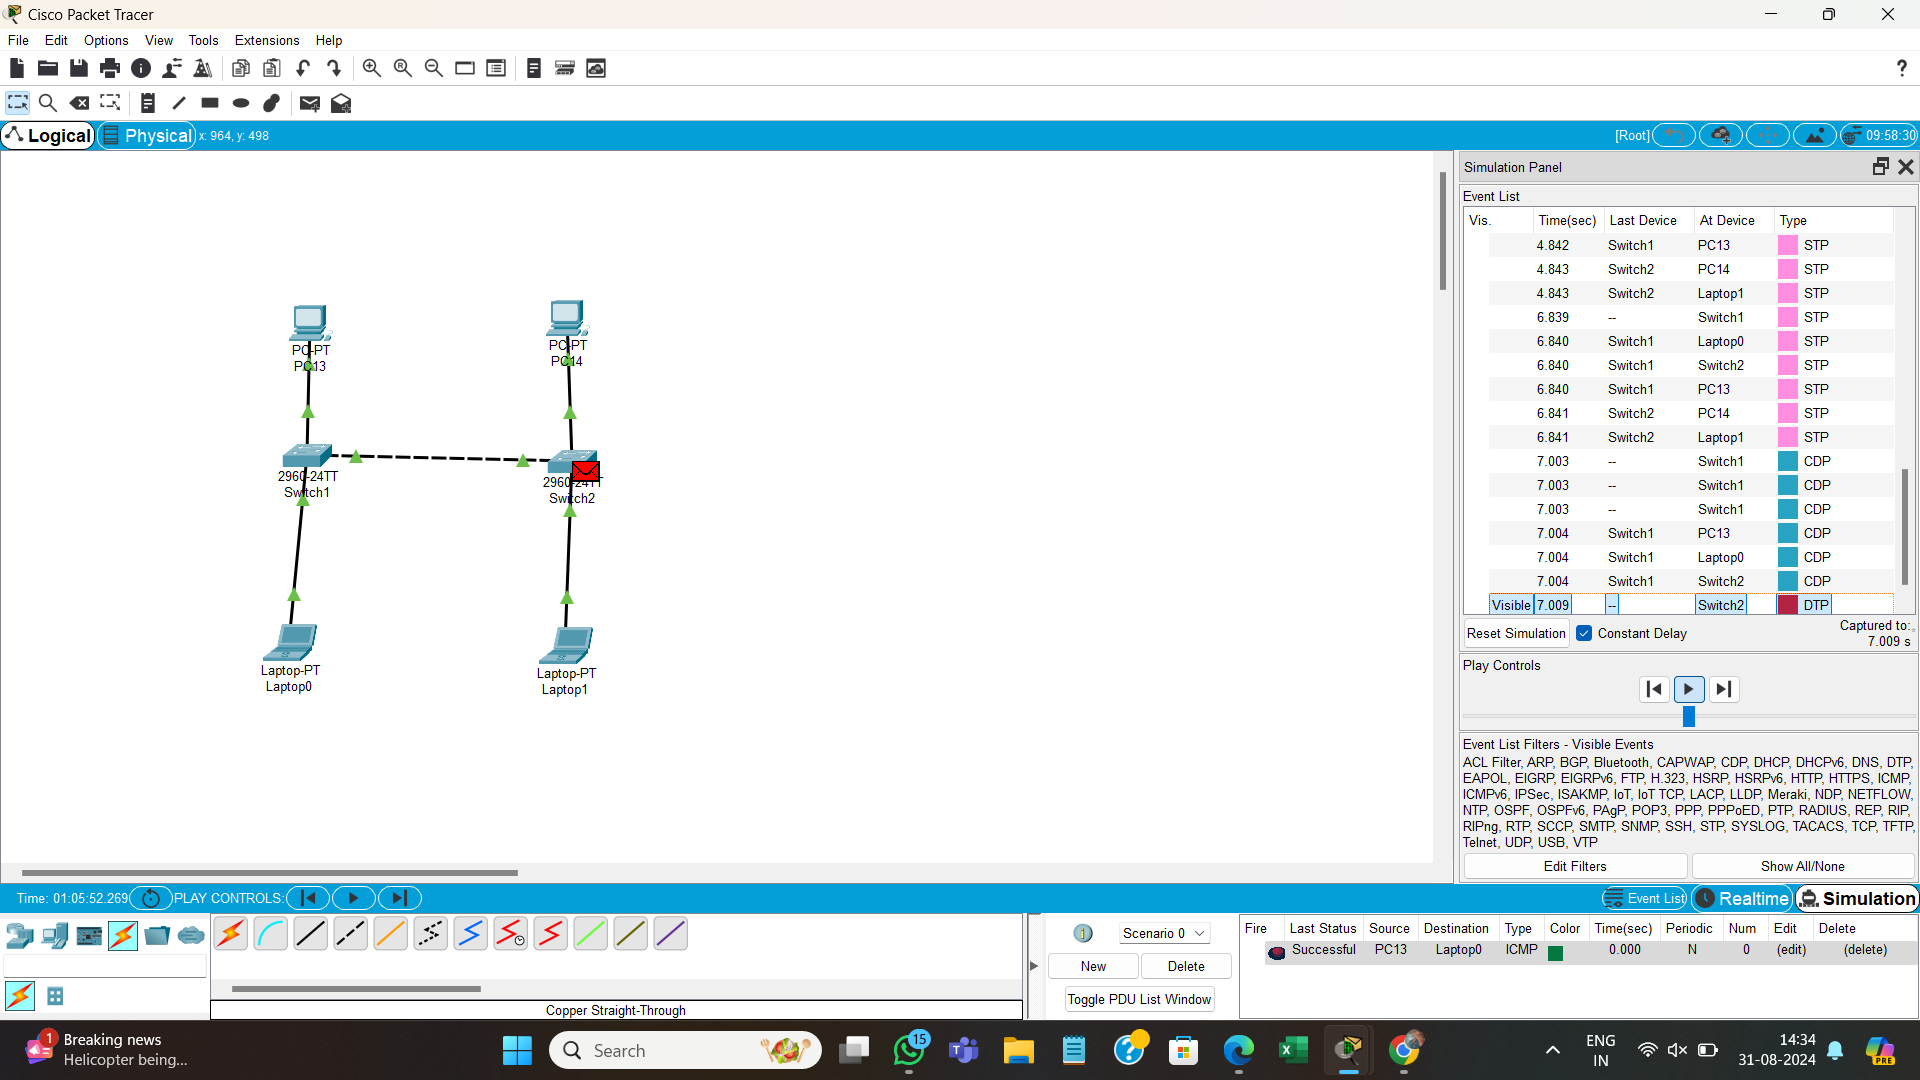 Cisco Packet Tracer
File Edit Options View Tools Extensions Help
?
Logical Physical x: 964, y: 498 [Root] 09:58:30
Simulation Panel
Event List
Vis. Time(sec) Last Device At Device Type
4.842 Switch1 PC13 STP
4.843 Switch2 PC14 STP
4.843 Switch2 Laptop1 STP
6.839 -- Switch1 STP
6.840 Switch1 Laptop0 STP
6.840 Switch1 Switch2 STP
6.840 Switch1 PC13 STP
6.841 Switch2 PC14 STP
6.841 Switch2 Laptop1 STP
7.003 -- Switch1 CDP
7.003 -- Switch1 CDP
7.003 -- Switch1 CDP
7.004 Switch1 PC13 CDP
7.004 Switch1 Laptop0 CDP
7.004 Switch1 Switch2 CDP
Visible 7.009 -- Switch2 DTP
Reset Simulation Constant Delay Captured to:
7.009 s
Play Controls
Event List Filters - Visible Events
ACL Filter, ARP, BGP, Bluetooth, CAPWAP, CDP, DHCP, DHCPv6, DNS, DTP,
EAPOL, EIGRP, EIGRPv6, FTP, H.323, HSRP, HSRPv6, HTTP, HTTPS, ICMP,
ICMPv6, IPSec, ISAKMP, IoT, IoT TCP, LACP, LLDP, Meraki, NDP, NETFLOW,
NTP, OSPF, OSPFv6, PAgP, POP3, PPP, PPPoED, PTP, RADIUS, REP, RIP,
RIPng, RTP, SCCP, SMTP, SNMP, SSH, STP, SYSLOG, TACACS, TCP, TFTP,
Telnet, UDP, USB, VTP
Edit Filters Show All/None
PC-PT
PC13
PC-PT
PC14
2960-24TT
Switch1
2960-24TT
Switch2
Laptop-PT
Laptop0
Laptop-PT
Laptop1
Time: 01:05:52.269 PLAY CONTROLS: Event List Realtime Simulation
Copper Straight-Through
1 Scenario 0
New Delete
Toggle PDU List Window
Fire Last Status Source Destination Type Color Time(sec) Periodic Num Edit Delete
Successful PC13 Laptop0 ICMP 0.000 N 0 (edit) (delete)
1 Breaking news
Helicopter being...
Search
15
PRE
ENG
IN
14:34
31-08-2024